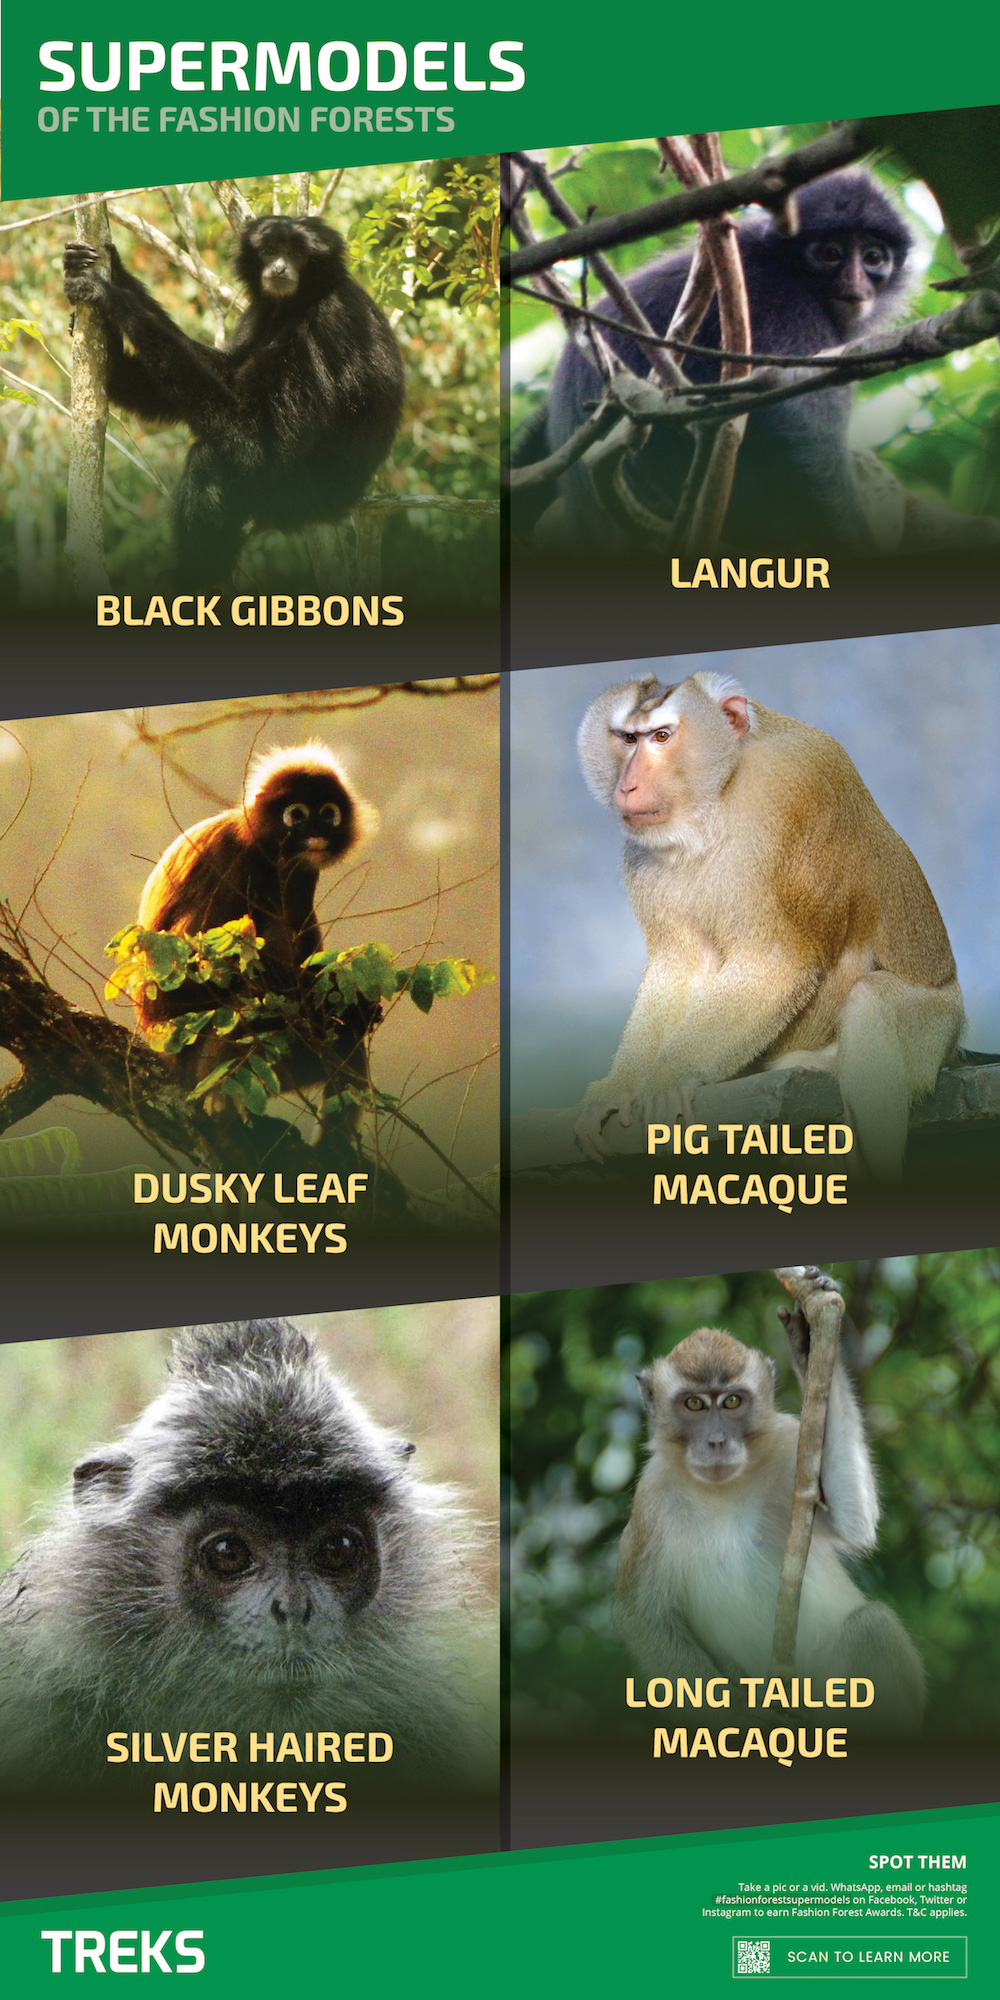 SUPERMODELS
OF THE FASHION FORESTS
BLACK GIBBONS
LANGUR
DUSKY LEAF
MONKEYS
PIG TAILED
MACAQUE
SILVER HAIRED
MONKEYS
LONG TAILED
MACAQUE
SPOT THEM
Take a pic or a vid. WhatsApp, email or hashtag
#fashionforestsupermodels on Facebook, Twitter or
Instagram to earn Fashion Forest Awards. T&C applies.
TREKS
SCAN TO LEARN MORE